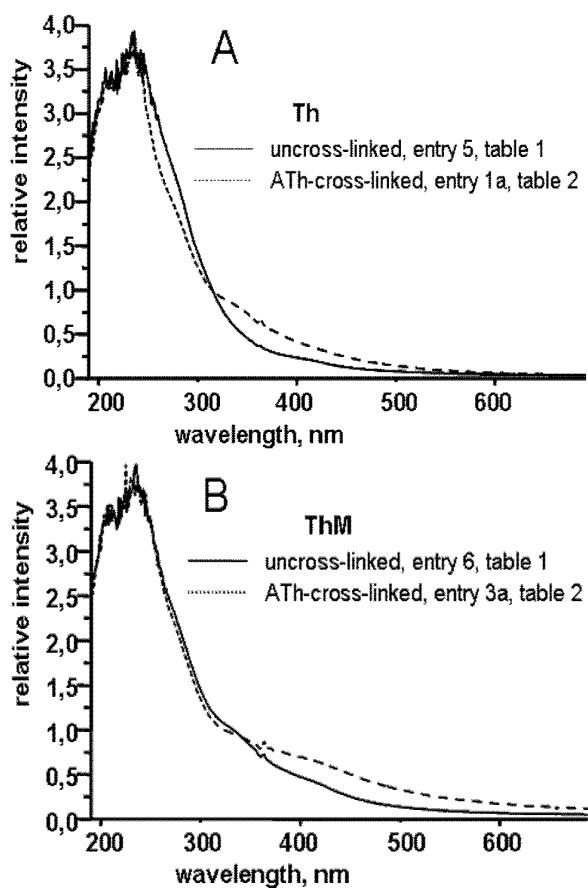 A
Th
uncross-linked, entry 5, table 1
ATh-cross-linked, entry 1a, table 2
relative intensity
4,0
3,5
3,0
2,5
2,0
1,5
1,0
0,5
0,0
200 300 400 500 600
wavelength, nm
B
ThM
uncross-linked, entry 6, table 1
ATh-cross-linked, entry 3a, table 2
relative intensity
4,0
3,5
3,0
2,5
2,0
1,5
1,0
0,5
0,0
200 300 400 500 600
wavelength, nm